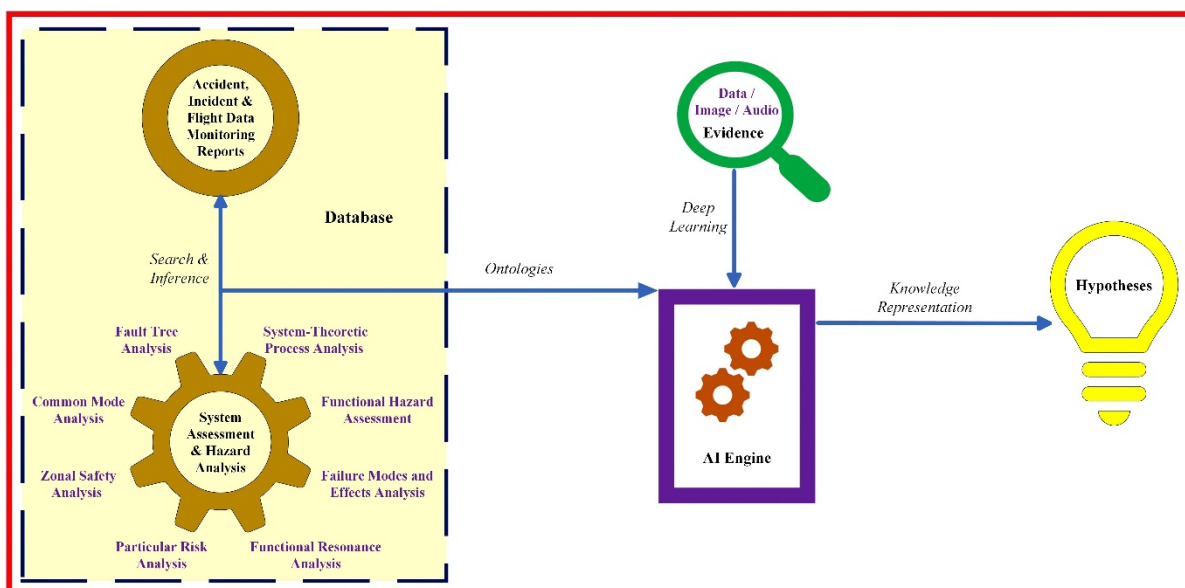 Accident,
Incident &
Flight Data
Monitoring
Reports
Database
Search &
Inference
Fault Tree
Analysis
System-Theoretic
Process Analysis
Common Mode
Analysis
System
Assessment
& Hazard
Analysis
Functional Hazard
Assessment
Zonal Safety
Analysis
Failure Modes and
Effects Analysis
Particular Risk
Analysis
Functional Resonance
Analysis
Ontologies
Data /
Image / Audio
Evidence
Deep
Learning
AI Engine
Knowledge
Representation
Hypotheses